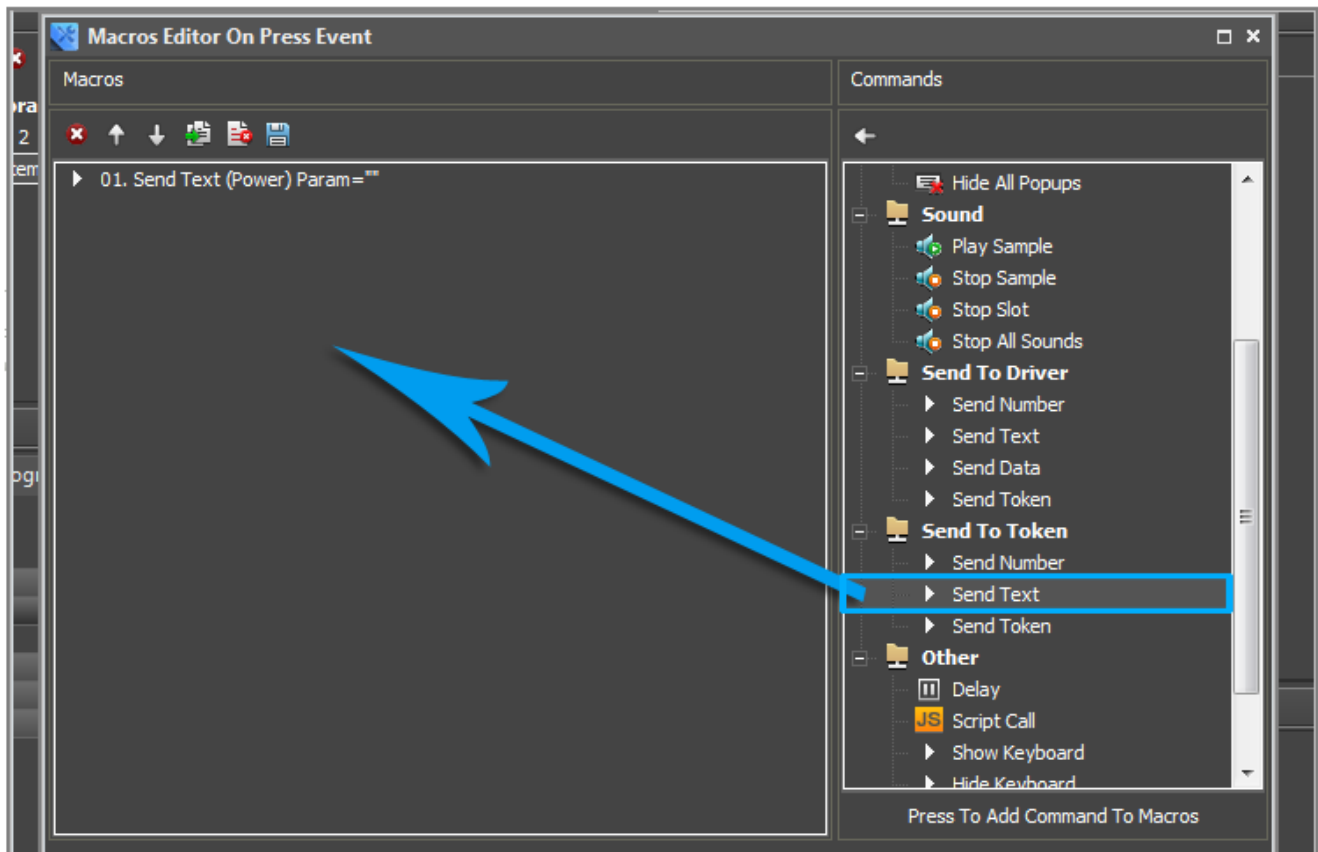 Macros Editor On Press Event
Macros
Commands
2
01. Send Text (Power) Param=""
Hide All Popups
Sound
Play Sample
Stop Sample
Stop Slot
Stop All Sounds
Send To Driver
Send Number
Send Text
Send Data
Send Token
Send To Token
Send Number
Send Text
Send Token
Other
Delay
JS Script Call
Show Keyboard
Hide Keyboard
Press To Add Command To Macros